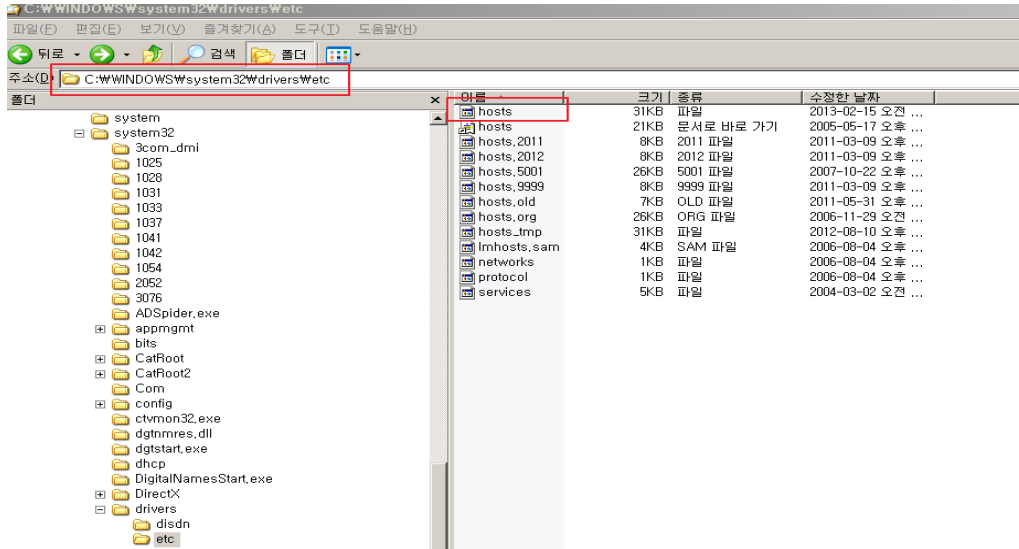 C:₩WINDOWS₩system32₩drivers₩etc
파일(F) 편집(E) 보기(V) 즐겨찾기(A) 도구(T) 도움말(H)
뒤로 검색 폴더
주소(D) C:₩WINDOWS₩system32₩drivers₩etc
폴더 x
system
system32
3com_dmi
1025
1028
1031
1033
1037
1041
1042
1054
2052
3076
ADSpider.exe
appmgmt
bits
CatRoot
CatRoot2
Com
config
ctvmon32.exe
dgtnmres.dll
dgtstart.exe
dhcp
DigitalNamesStart.exe
DirectX
drivers
disdn
etc
이름 크기 종류 수정한 날짜
hosts 31KB 파일 2013-02-15 오전 ...
hosts 21KB 문서로 바로 가기 2005-05-17 오후 ...
hosts.2011 8KB 2011 파일 2011-03-09 오후 ...
hosts.2012 8KB 2012 파일 2011-03-09 오후 ...
hosts.5001 26KB 5001 파일 2007-10-22 오후 ...
hosts.9999 8KB 9999 파일 2011-03-09 오후 ...
hosts.old 7KB OLD 파일 2011-05-31 오후 ...
hosts.org 26KB ORG 파일 2006-11-29 오전 ...
hosts_tmp 31KB 파일 2012-08-10 오후 ...
lmhosts.sam 4KB SAM 파일 2006-08-04 오후 ...
networks 1KB 파일 2006-08-04 오후 ...
protocol 1KB 파일 2006-08-04 오후 ...
services 5KB 파일 2004-03-02 오전 ...